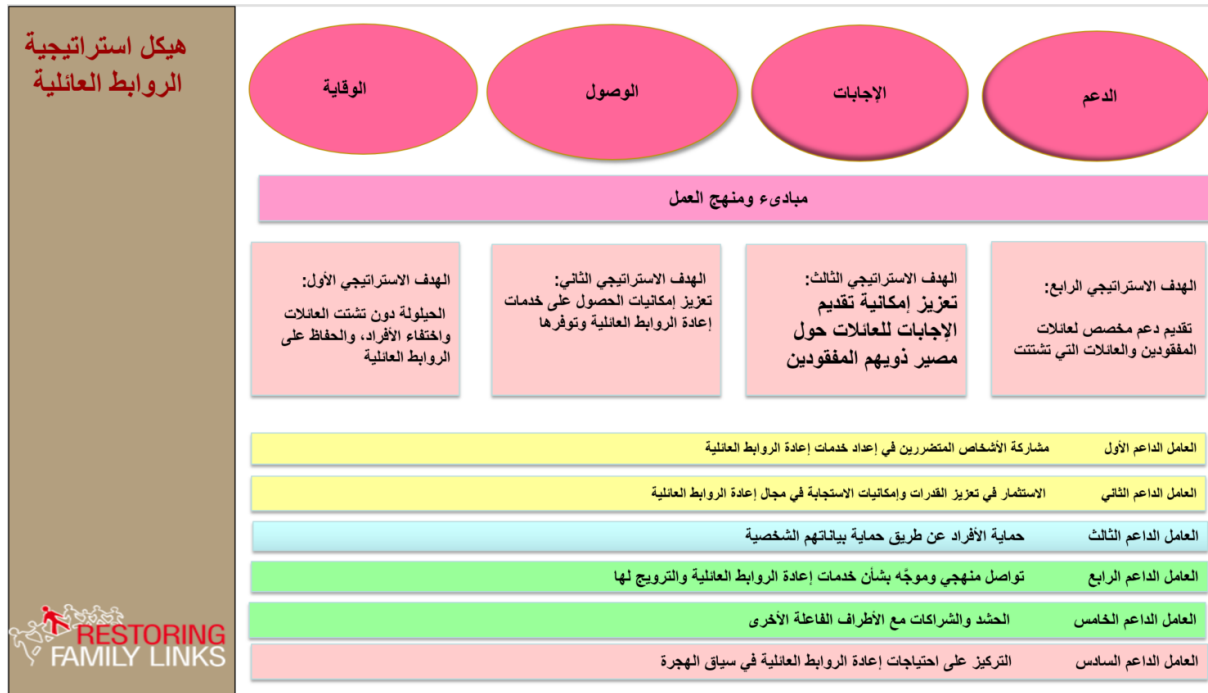 هيكل استراتيجية
الروابط العائلية
الدعم
الإجابات
الوصول
الوقاية
مبادىء ومنهج العمل
الهدف الاستراتيجي الرابع:
تقديم دعم مخصص لعائلات
المفقودين والعائلات التي تشتتت
الهدف الاستراتيجي الثالث:
تعزيز إمكانية تقديم
الإجابات للعائلات حول
مصير ذويهم المفقودين
الهدف الاستراتيجي الثاني:
تعزيز إمكانيات الحصول على خدمات
إعادة الروابط العائلية وتوفرها
الهدف الاستراتيجي الأول:
الحيلولة دون تشتت العائلات
واختفاء الأفراد، والحفاظ على
الروابط العائلية
العامل الداعم الأول مشاركة الأشخاص المتضررين في إعداد خدمات إعادة الروابط العائلية
العامل الداعم الثاني الاستثمار في تعزيز القدرات وإمكانيات الاستجابة في مجال إعادة الروابط العائلية
العامل الداعم الثالث حماية الأفراد عن طريق حماية بياناتهم الشخصية
العامل الداعم الرابع تواصل منهجي وموجَّه بشأن خدمات إعادة الروابط العائلية والترويج لها
العامل الداعم الخامس الحشد والشراكات مع الأطراف الفاعلة الأخرى
العامل الداعم السادس التركيز على احتياجات إعادة الروابط العائلية في سياق الهجرة
RESTORING
FAMILY LINKS